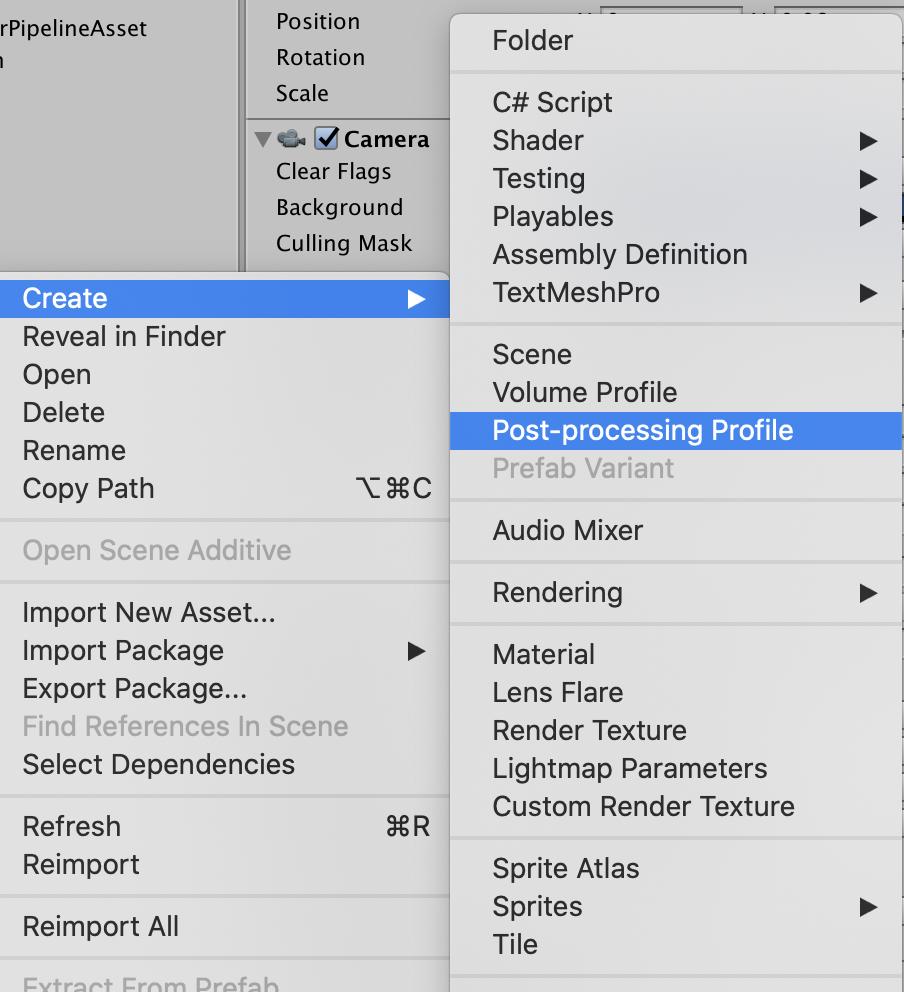 rPipelineAsset
Position
Rotation
Scale
Camera
Clear Flags
Background
Culling Mask
Create
Reveal in Finder
Open
Delete
Rename
Copy Path ⌥⌘C
Open Scene Additive
Import New Asset...
Import Package
Export Package...
Find References In Scene
Select Dependencies
Refresh ⌘R
Reimport
Reimport All
Extract From Prefab
Folder
C# Script
Shader
Testing
Playables
Assembly Definition
TextMeshPro
Scene
Volume Profile
Post-processing Profile
Prefab Variant
Audio Mixer
Rendering
Material
Lens Flare
Render Texture
Lightmap Parameters
Custom Render Texture
Sprite Atlas
Sprites
Tile